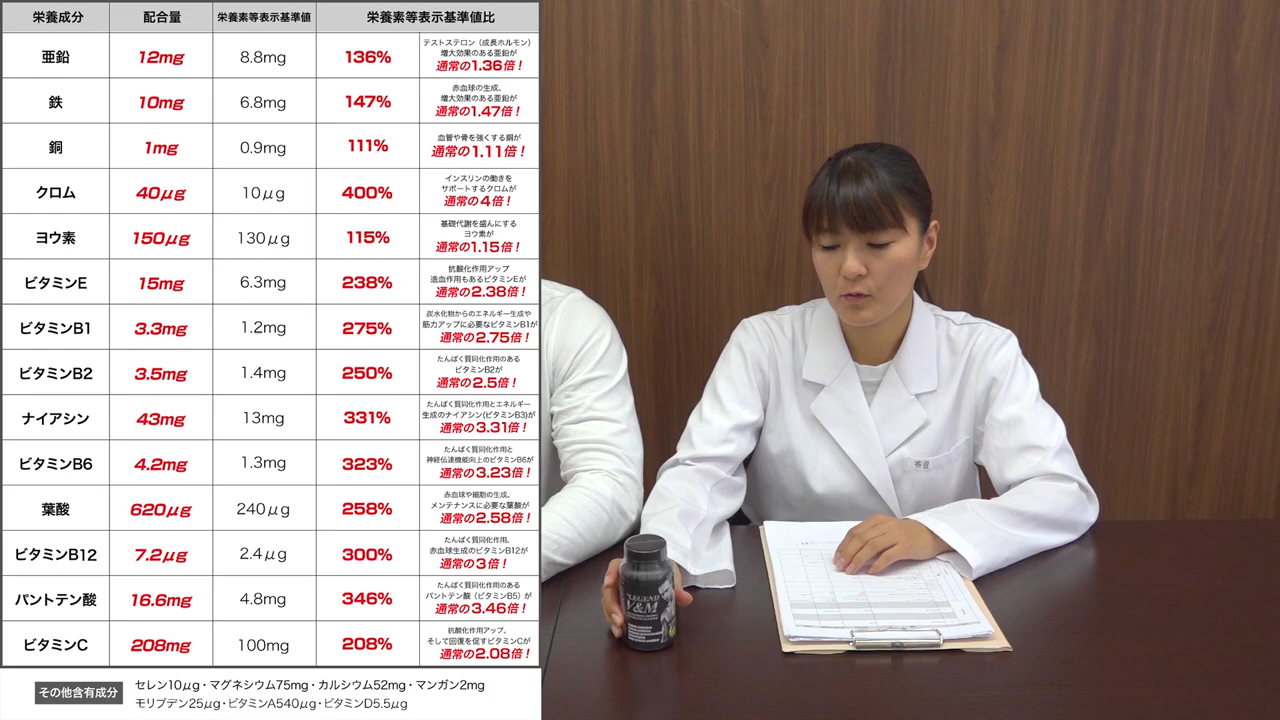 栄養成分 配合量 栄養素等表示基準値 栄養素等表示基準値比
亜鉛 12mg 8.8mg 136% テストステロン（成長ホルモン）
増大効果のある亜鉛が
通常の1.36倍！
鉄 10mg 6.8mg 147% 赤血球の生成、
増大効果のある亜鉛が
通常の1.47倍！
銅 1mg 0.9mg 111% 血管や骨を強くする銅が
通常の1.11倍！
クロム 40μg 10μg 400% インスリンの働きを
サポートするクロムが
通常の4倍！
ヨウ素 150μg 130μg 115% 基礎代謝を盛んにする
ヨウ素が
通常の1.15倍！
ビタミンE 15mg 6.3mg 238% 抗酸化作用アップ
造血作用もあるビタミンEが
通常の2.38倍！
ビタミンB1 3.3mg 1.2mg 275% 炭水化物からのエネルギー生成や
筋力アップに必要なビタミンB1が
通常の2.75倍！
ビタミンB2 3.5mg 1.4mg 250% たんぱく質同化作用のある
ビタミンB2が
通常の2.5倍！
ナイアシン 43mg 13mg 331% たんぱく質同化作用とエネルギー
生成のナイアシン(ビタミンB3)が
通常の3.31倍！
ビタミンB6 4.2mg 1.3mg 323% たんぱく質同化作用と
神経伝達機能向上のビタミンB6が
通常の3.23倍！
葉酸 620μg 240μg 258% 赤血球や細胞の生成、
メンテナンスに必要な葉酸が
通常の2.58倍！
ビタミンB12 7.2μg 2.4μg 300% たんぱく質同化作用、
赤血球生成のビタミンB12が
通常の3倍！
パントテン酸 16.6mg 4.8mg 346% たんぱく質同化作用のある
パントテン酸（ビタミンB5）が
通常の3.46倍！
ビタミンC 208mg 100mg 208% 抗酸化作用アップ、
そして回復を促すビタミンCが
通常の2.08倍！
その他含有成分 セレン10μg・マグネシウム75mg・カルシウム52mg・マンガン2mg
モリブデン25μg・ビタミンA540μg・ビタミンD5.5μg
LEGEND
V&M